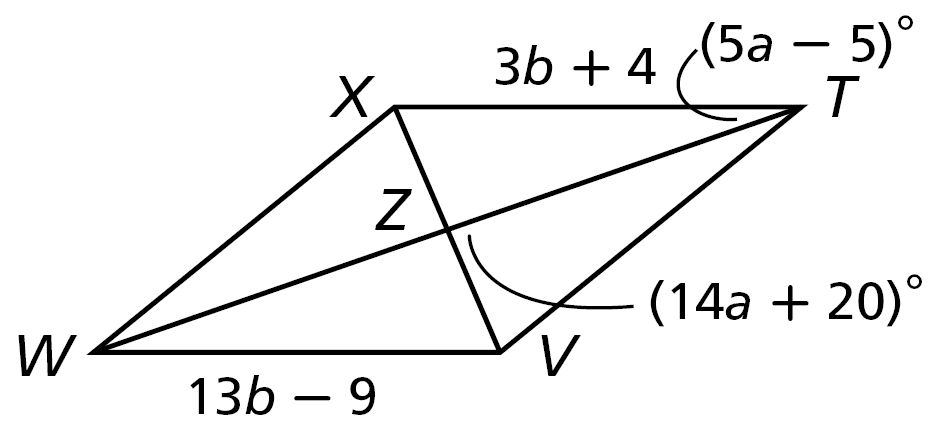 (5a − 5)°
3b + 4
X
T
Z
(14a + 20)°
W
V
13b − 9